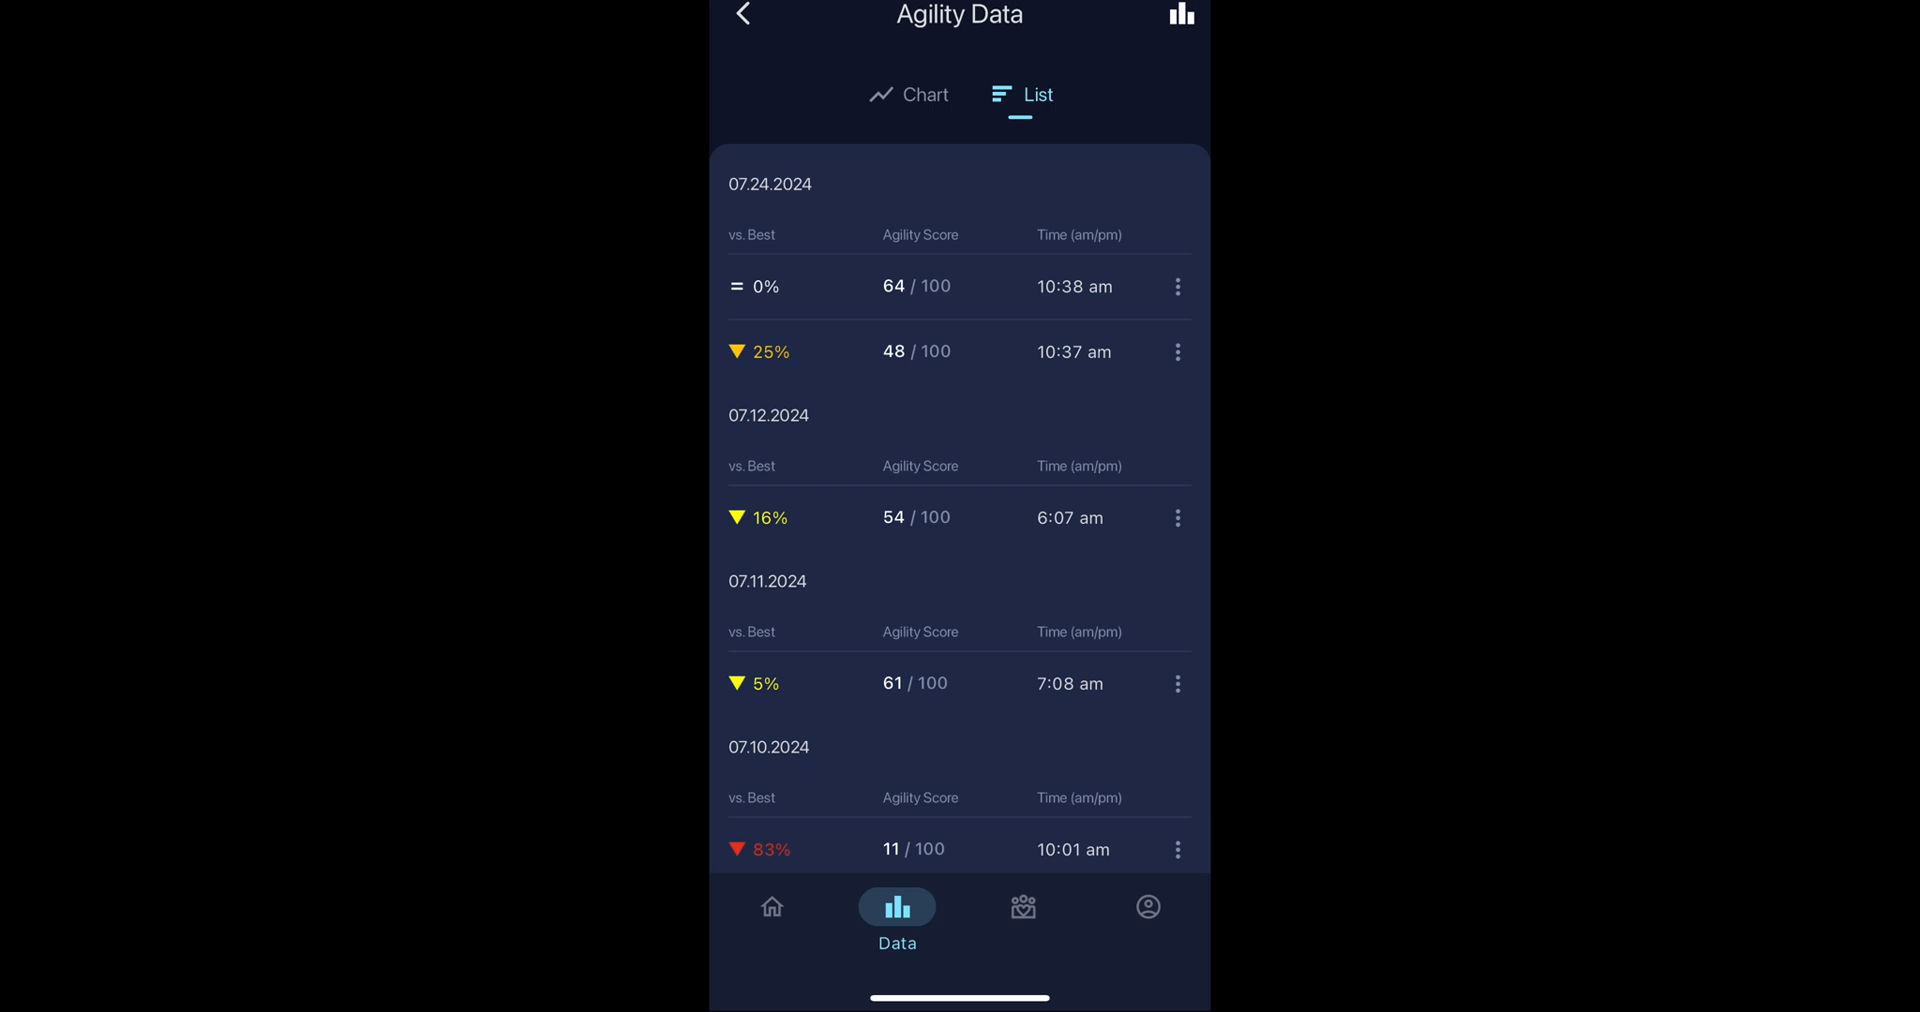 Agility Data
Chart List
07.24.2024
vs. Best Agility Score Time (am/pm)
= 0% 64 / 100 10:38 am
▼ 25% 48 / 100 10:37 am
07.12.2024
vs. Best Agility Score Time (am/pm)
▼ 16% 54 / 100 6:07 am
07.11.2024
vs. Best Agility Score Time (am/pm)
▼ 5% 61 / 100 7:08 am
07.10.2024
vs. Best Agility Score Time (am/pm)
▼ 83% 11 / 100 10:01 am
Data